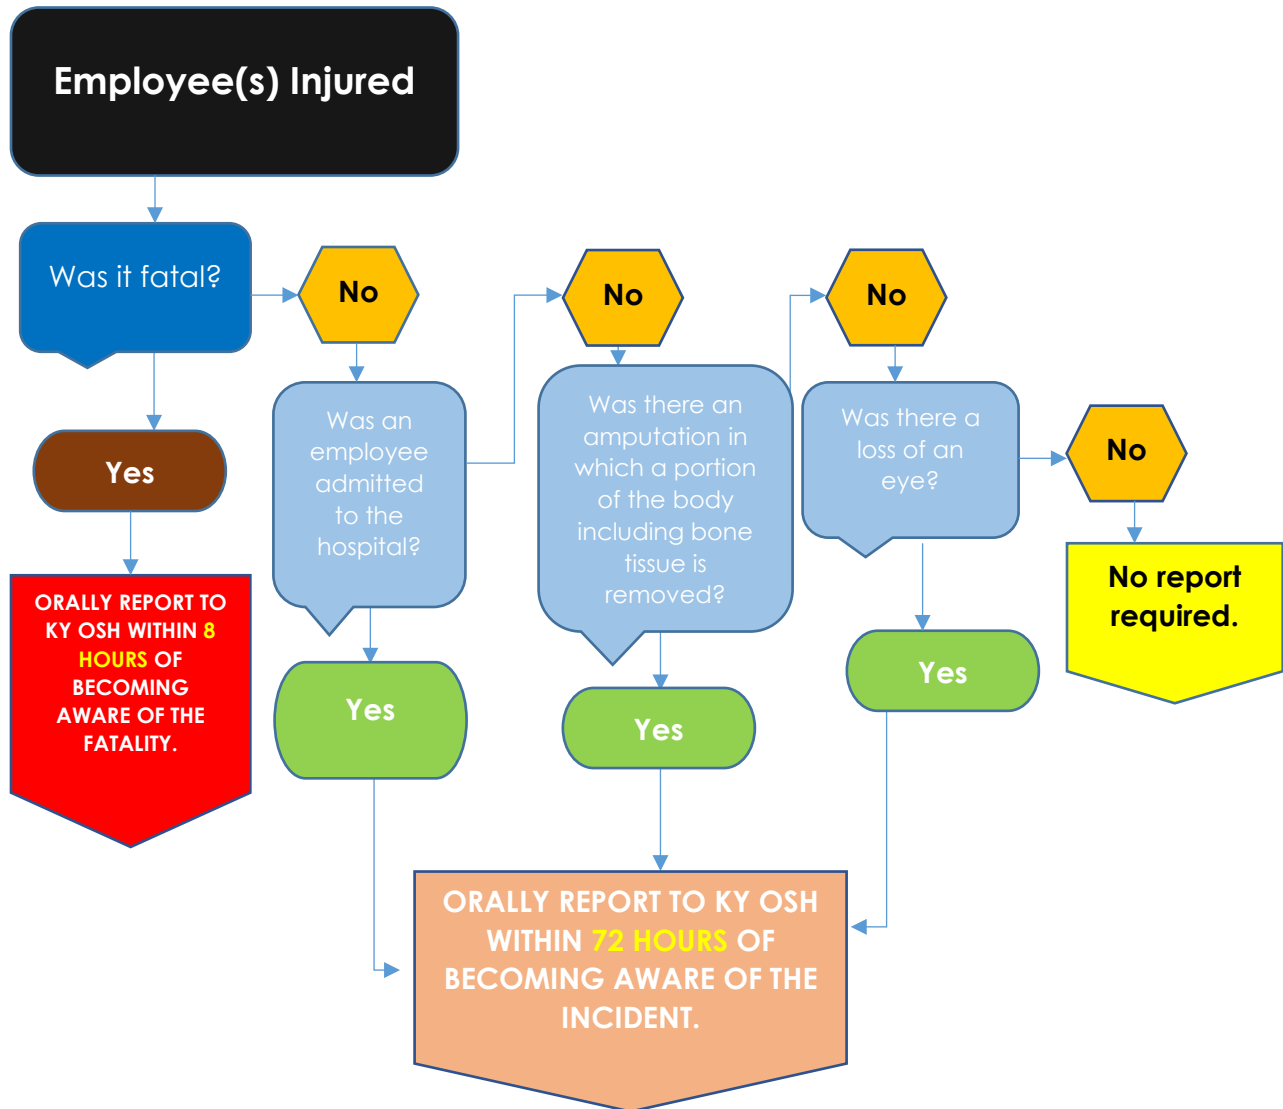 Employee(s) Injured
Was it fatal?
No
No
No
Was an
employee
admitted
to the
hospital?
Was there an
amputation in
which a portion
of the body
including bone
tissue is
removed?
Was there a
loss of an
eye?
No
Yes
No report
required.
ORALLY REPORT TO
KY OSH WITHIN 8
HOURS OF
BECOMING
AWARE OF THE
FATALITY.
Yes
Yes
Yes
ORALLY REPORT TO KY OSH
WITHIN 72 HOURS OF
BECOMING AWARE OF THE
INCIDENT.